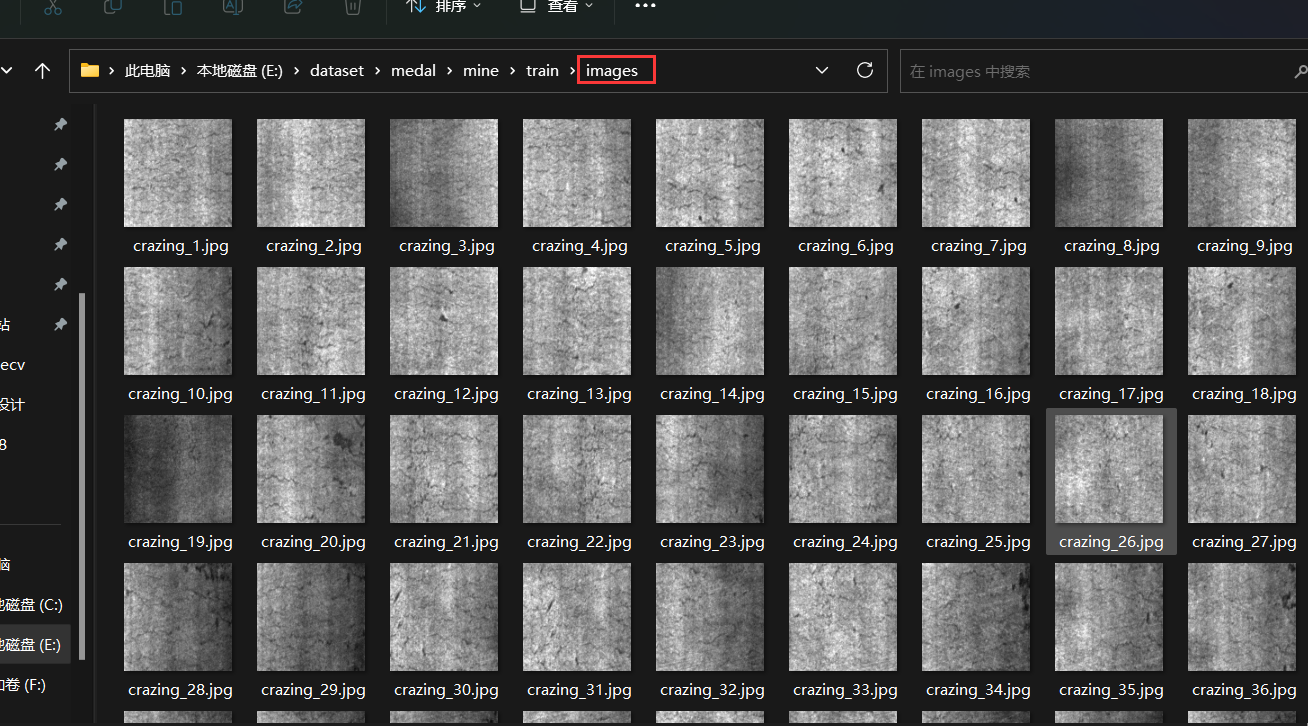 排序 查看
此电脑 本地磁盘 (E:) dataset medal mine train images
在 images 中搜索
crazing_1.jpg crazing_2.jpg crazing_3.jpg crazing_4.jpg crazing_5.jpg crazing_6.jpg crazing_7.jpg crazing_8.jpg crazing_9.jpg
站
ecv
crazing_10.jpg crazing_11.jpg crazing_12.jpg crazing_13.jpg crazing_14.jpg crazing_15.jpg crazing_16.jpg crazing_17.jpg crazing_18.jpg
设计
8
crazing_19.jpg crazing_20.jpg crazing_21.jpg crazing_22.jpg crazing_23.jpg crazing_24.jpg crazing_25.jpg crazing_26.jpg crazing_27.jpg
脑
磁盘 (C:)
磁盘 (E:)
卷 (F:)
crazing_28.jpg crazing_29.jpg crazing_30.jpg crazing_31.jpg crazing_32.jpg crazing_33.jpg crazing_34.jpg crazing_35.jpg crazing_36.jpg